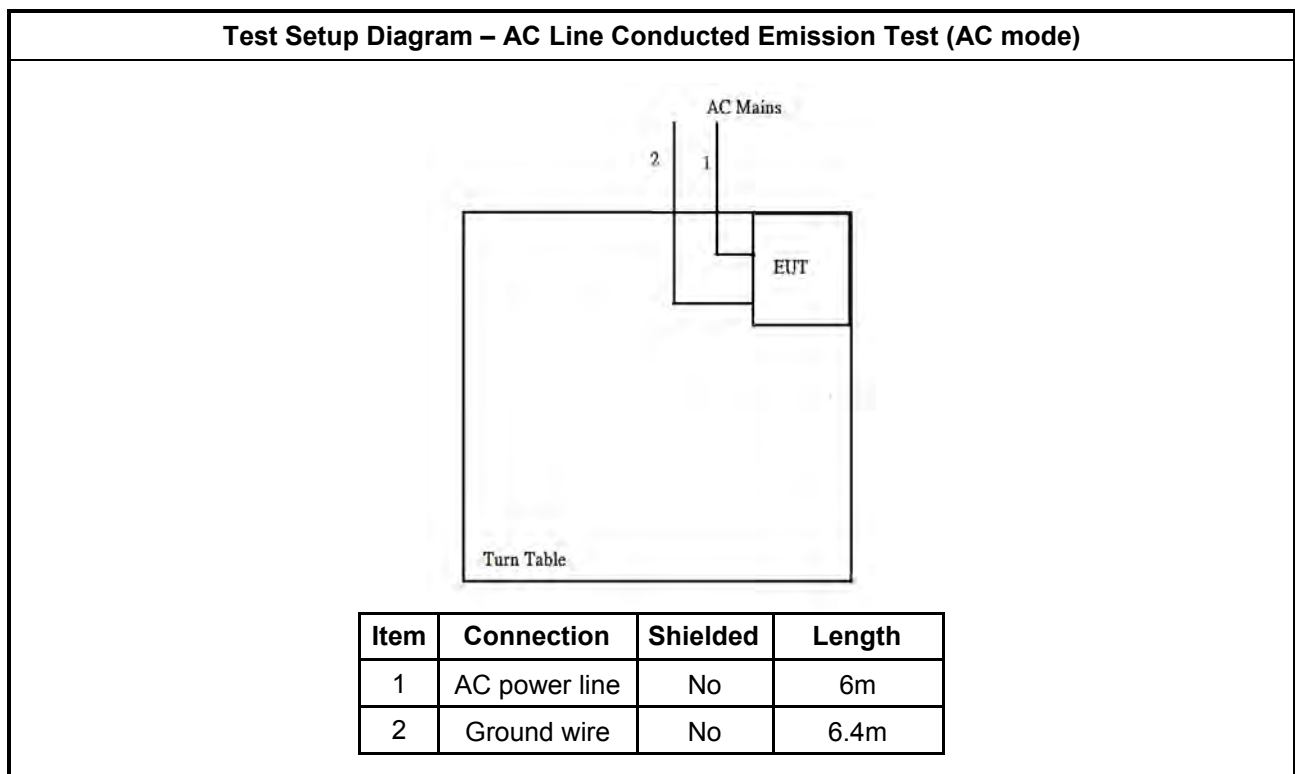 Test Setup Diagram – AC Line Conducted Emission Test (AC mode)
AC Mains
2 1
EUT
Turn Table
Item Connection Shielded Length
1 AC power line No 6m
2 Ground wire No 6.4m